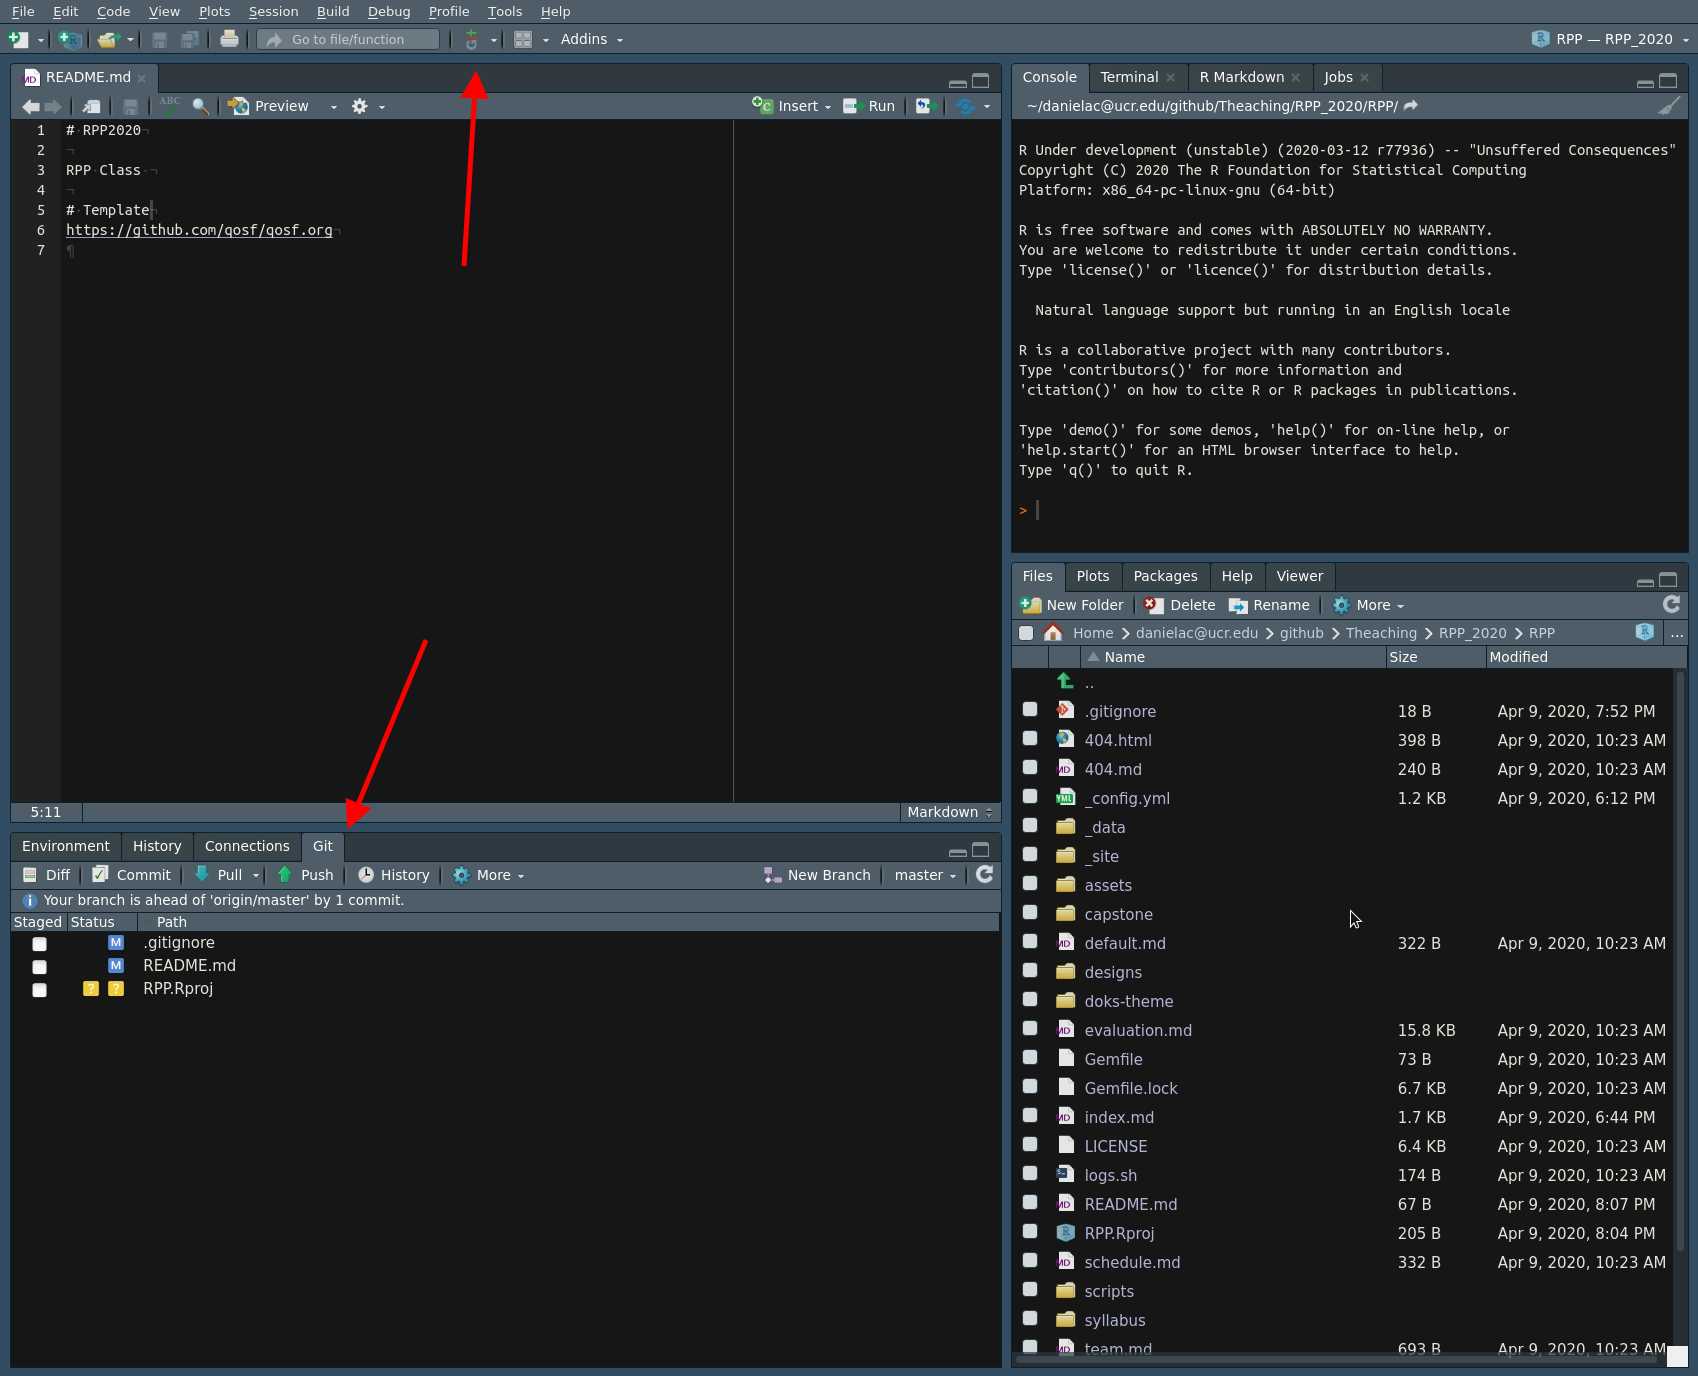 File Edit Code View Plots Session Build Debug Profile Tools Help
Go to file/function Addins RPP — RPP_2020
README.md
ABC Preview Insert Run
1 # RPP2020
2
3 RPP Class
4
5 # Template
6 https://github.com/qosf/qosf.org
7
5:11 Markdown
Environment History Connections Git
Diff Commit Pull Push History More New Branch master
Your branch is ahead of 'origin/master' by 1 commit.
Staged Status Path
M .gitignore
M README.md
? ? RPP.Rproj
Console Terminal R Markdown Jobs
~/danielac@ucr.edu/github/Theaching/RPP_2020/RPP/
R Under development (unstable) (2020-03-12 r77936) -- "Unsuffered Consequences"
Copyright (C) 2020 The R Foundation for Statistical Computing
Platform: x86_64-pc-linux-gnu (64-bit)
R is free software and comes with ABSOLUTELY NO WARRANTY.
You are welcome to redistribute it under certain conditions.
Type 'license()' or 'licence()' for distribution details.
Natural language support but running in an English locale
R is a collaborative project with many contributors.
Type 'contributors()' for more information and
'citation()' on how to cite R or R packages in publications.
Type 'demo()' for some demos, 'help()' for on-line help, or
'help.start()' for an HTML browser interface to help.
Type 'q()' to quit R.
>
Files Plots Packages Help Viewer
New Folder Delete Rename More
Home danielac@ucr.edu github Theaching RPP_2020 RPP ...
Name Size Modified
..
.gitignore 18 B Apr 9, 2020, 7:52 PM
404.html 398 B Apr 9, 2020, 10:23 AM
MD 404.md 240 B Apr 9, 2020, 10:23 AM
YML _config.yml 1.2 KB Apr 9, 2020, 6:12 PM
_data
_site
assets
capstone
MD default.md 322 B Apr 9, 2020, 10:23 AM
designs
doks-theme
MD evaluation.md 15.8 KB Apr 9, 2020, 10:23 AM
Gemfile 73 B Apr 9, 2020, 10:23 AM
Gemfile.lock 6.7 KB Apr 9, 2020, 10:23 AM
MD index.md 1.7 KB Apr 9, 2020, 6:44 PM
LICENSE 6.4 KB Apr 9, 2020, 10:23 AM
logs.sh 174 B Apr 9, 2020, 10:23 AM
MD README.md 67 B Apr 9, 2020, 8:07 PM
R RPP.Rproj 205 B Apr 9, 2020, 8:04 PM
MD schedule.md 332 B Apr 9, 2020, 10:23 AM
scripts
syllabus
MD team.md 693 B Apr 9, 2020, 10:23 AM